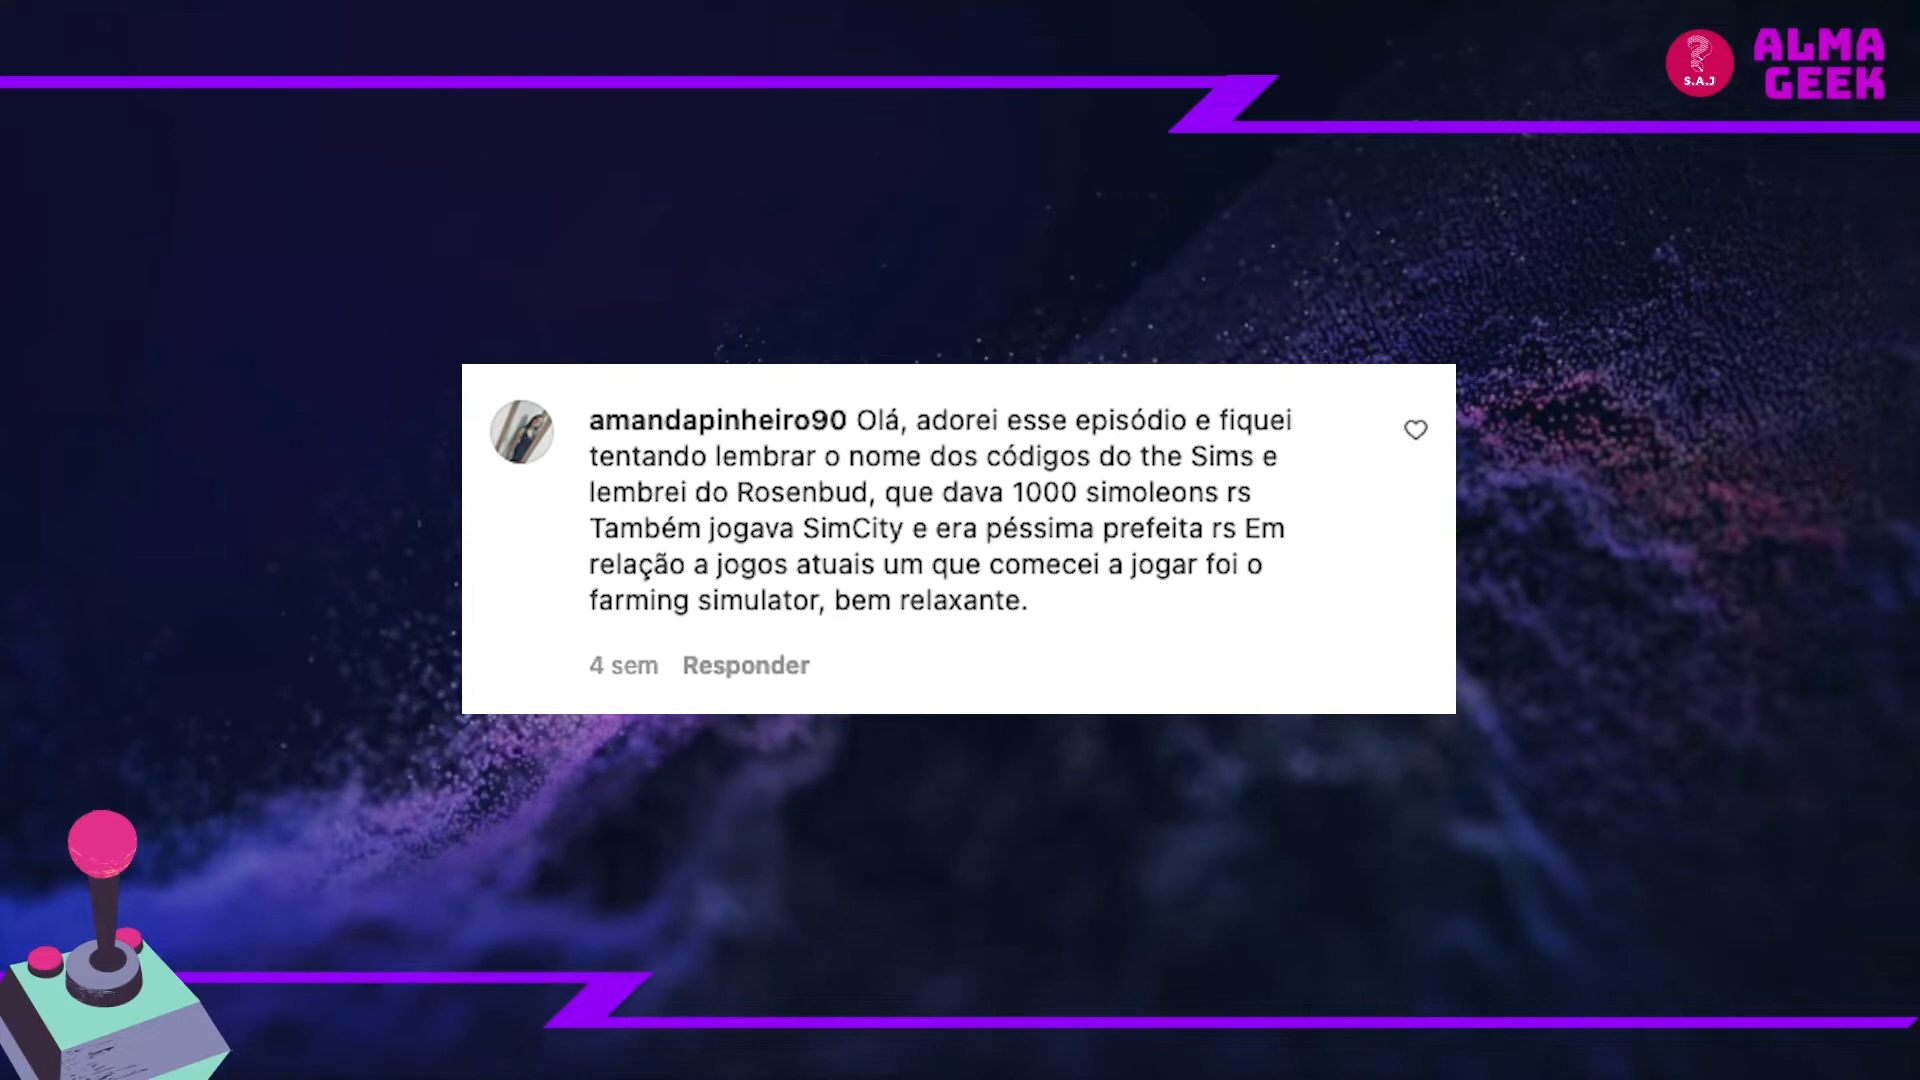 S.A.J
ALMA
GEEK
amandapinheiro90 Olá, adorei esse episódio e fiquei
tentando lembrar o nome dos códigos do the Sims e
lembrei do Rosenbud, que dava 1000 simoleons rs
Também jogava SimCity e era péssima prefeita rs Em
relação a jogos atuais um que comecei a jogar foi o
farming simulator, bem relaxante.
4 sem Responder